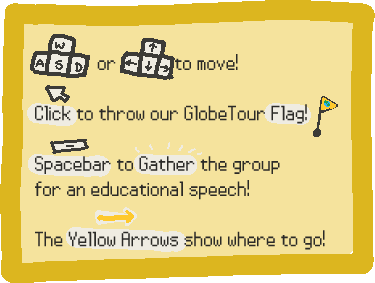 W
A S D or ↑ ← ↓ → to move!
Click to throw our GlobeTour Flag!
Spacebar to Gather the group
for an educational speech!
The Yellow Arrows show where to go!